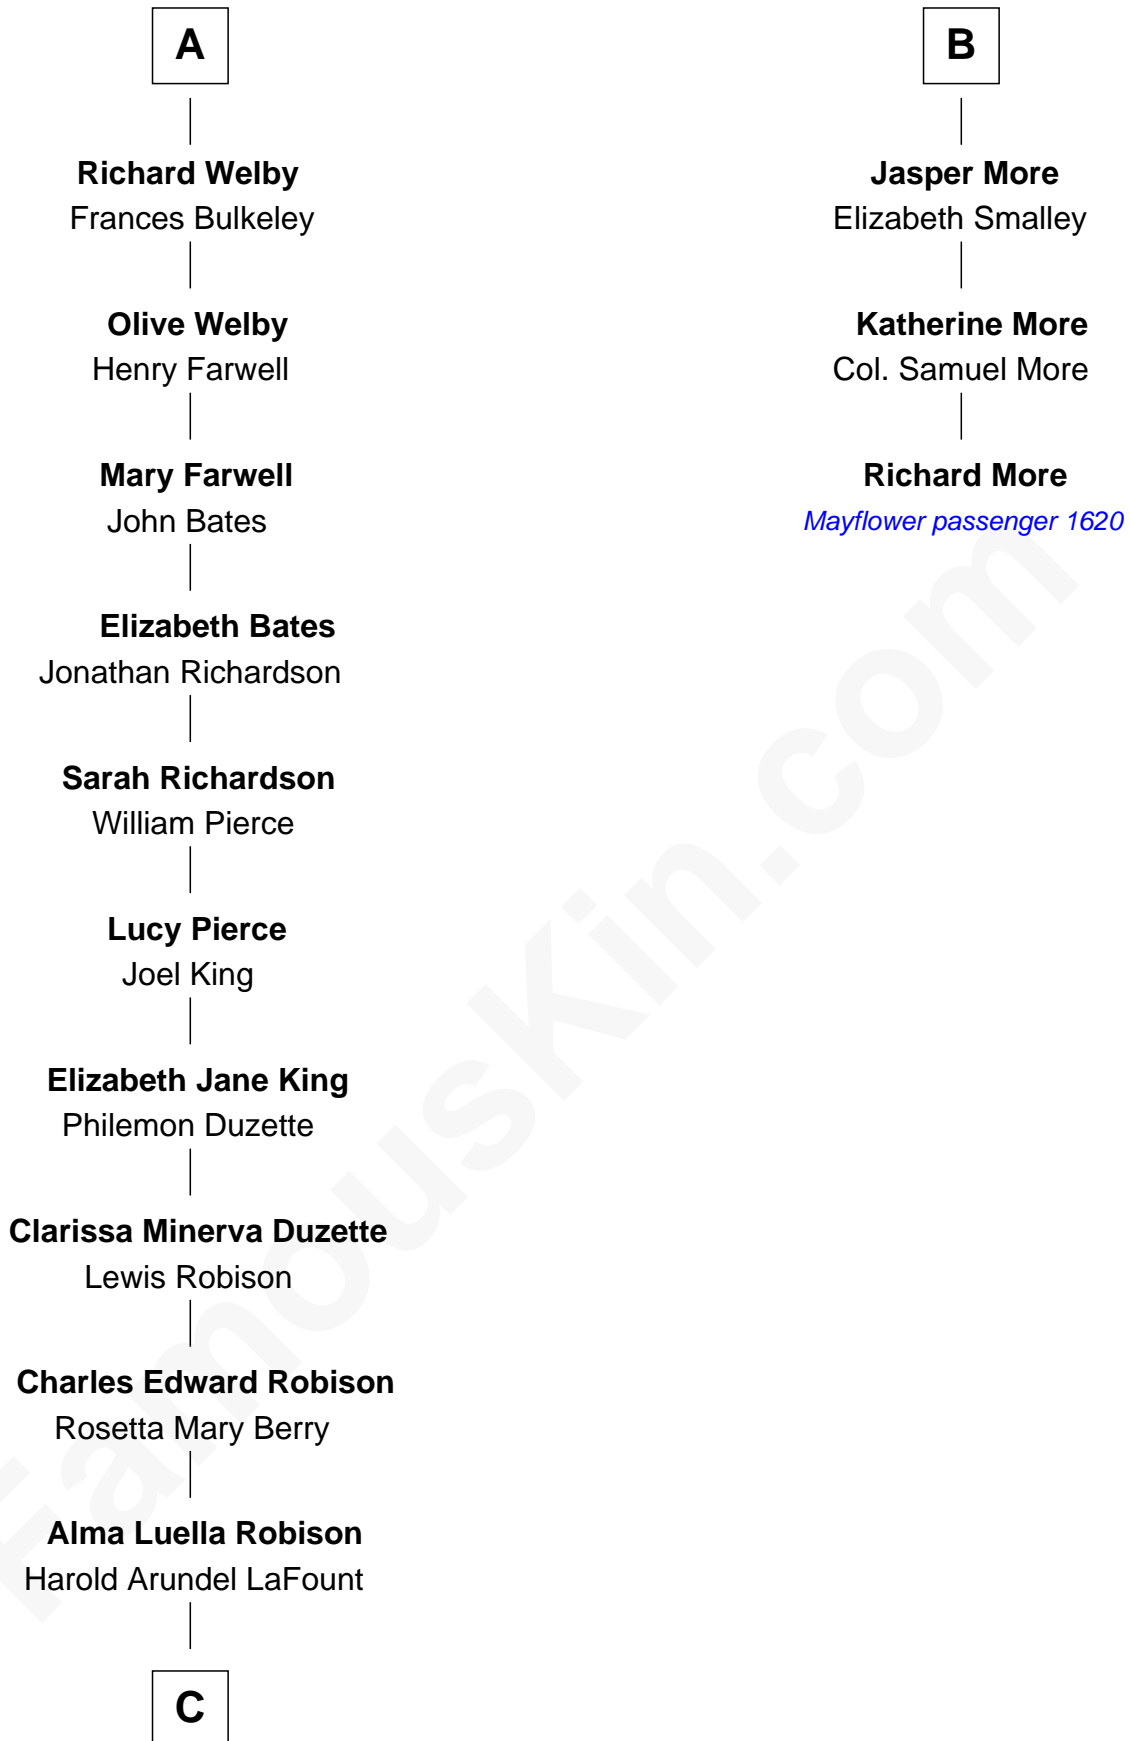 A
Richard Welby
Frances Bulkeley
Olive Welby
Henry Farwell
Mary Farwell
John Bates
Elizabeth Bates
Jonathan Richardson
Sarah Richardson
William Pierce
Lucy Pierce
Joel King
Elizabeth Jane King
Philemon Duzette
Clarissa Minerva Duzette
Lewis Robison
Charles Edward Robison
Rosetta Mary Berry
Alma Luella Robison
Harold Arundel LaFount
C
B
Jasper More
Elizabeth Smalley
Katherine More
Col. Samuel More
Richard More
Mayflower passenger 1620
FamousKin.com